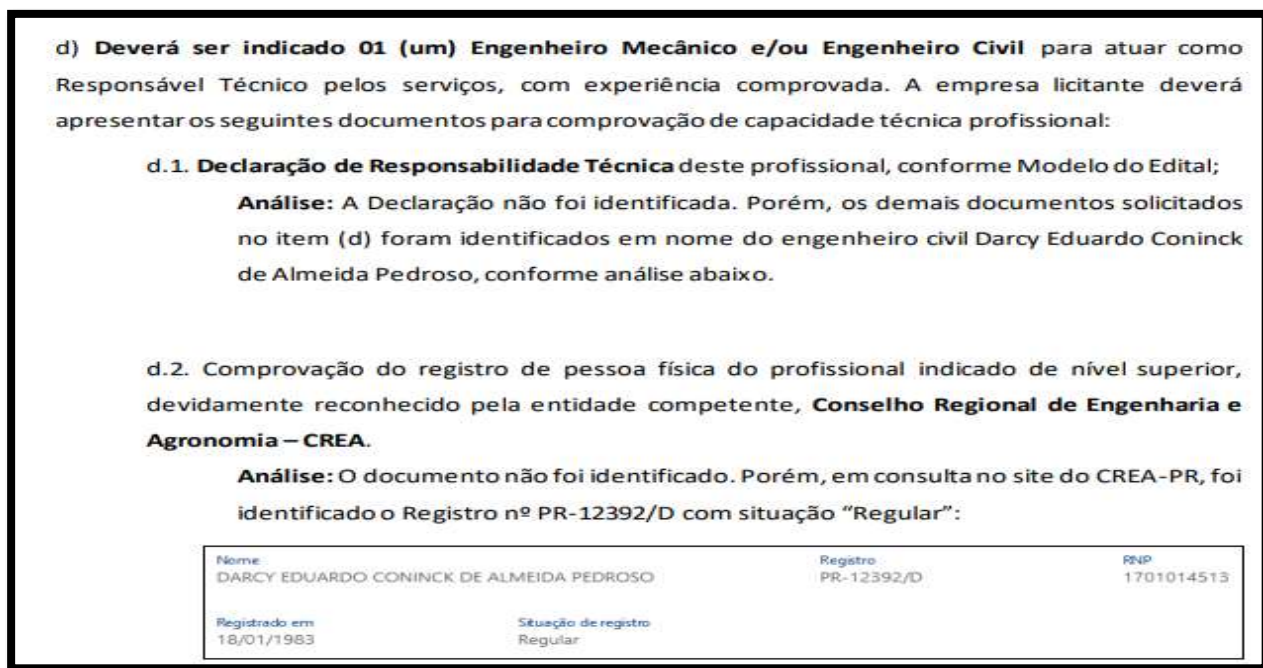 d) Deverá ser indicado 01 (um) Engenheiro Mecânico e/ou Engenheiro Civil para atuar como
Responsável Técnico pelos serviços, com experiência comprovada. A empresa licitante deverá
apresentar os seguintes documentos para comprovação de capacidade técnica profissional:
d.1. Declaração de Responsabilidade Técnica deste profissional, conforme Modelo do Edital;
Análise: A Declaração não foi identificada. Porém, os demais documentos solicitados
no item (d) foram identificados em nome do engenheiro civil Darcy Eduardo Coninck
de Almeida Pedroso, conforme análise abaixo.
d.2. Comprovação do registro de pessoa física do profissional indicado de nível superior,
devidamente reconhecido pela entidade competente, Conselho Regional de Engenharia e
Agronomia – CREA.
Análise: O documento não foi identificado. Porém, em consulta no site do CREA-PR, foi
identificado o Registro nº PR-12392/D com situação “Regular”:
Nome Registro RNP
DARCY EDUARDO CONINCK DE ALMEIDA PEDROSO PR-12392/D 1701014513
Registrado em Situação de registro
18/01/1983 Regular